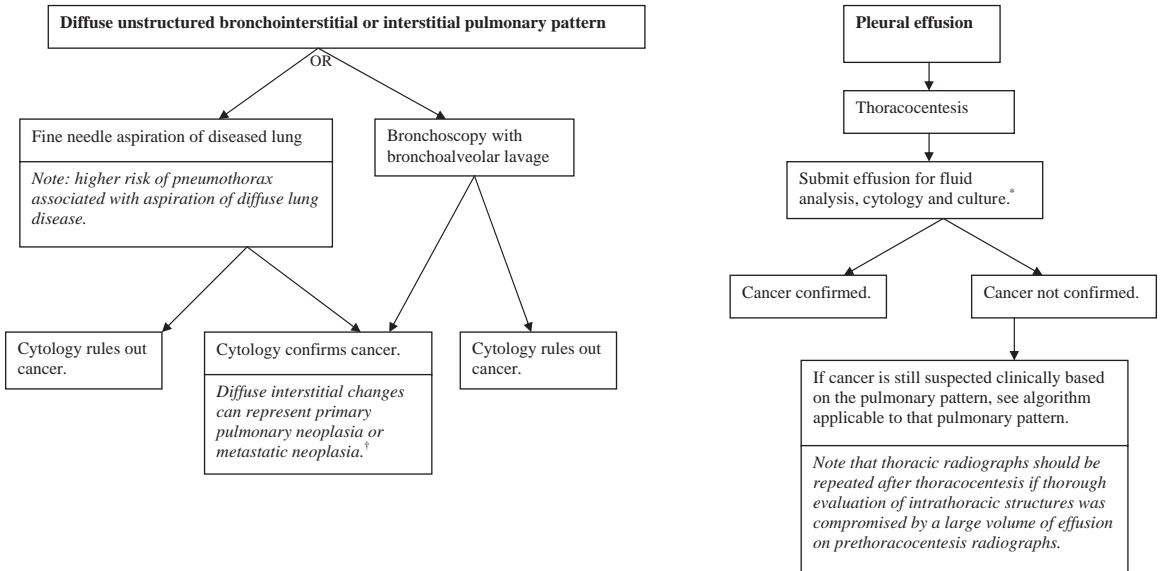 Diffuse unstructured bronchointerstitial or interstitial pulmonary pattern
OR
Fine needle aspiration of diseased lung
Note: higher risk of pneumothorax
associated with aspiration of diffuse lung
disease.
Bronchoscopy with
bronchoalveolar lavage
Cytology rules out
cancer.
Cytology confirms cancer.
Diffuse interstitial changes
can represent primary
pulmonary neoplasia or
metastatic neoplasia.†
Cytology rules out
cancer.
Pleural effusion
Thoracocentesis
Submit effusion for fluid
analysis, cytology and culture.*
Cancer confirmed.
Cancer not confirmed.
If cancer is still suspected clinically based
on the pulmonary pattern, see algorithm
applicable to that pulmonary pattern.
Note that thoracic radiographs should be
repeated after thoracocentesis if thorough
evaluation of intrathoracic structures was
compromised by a large volume of effusion
on prethoracocentesis radiographs.